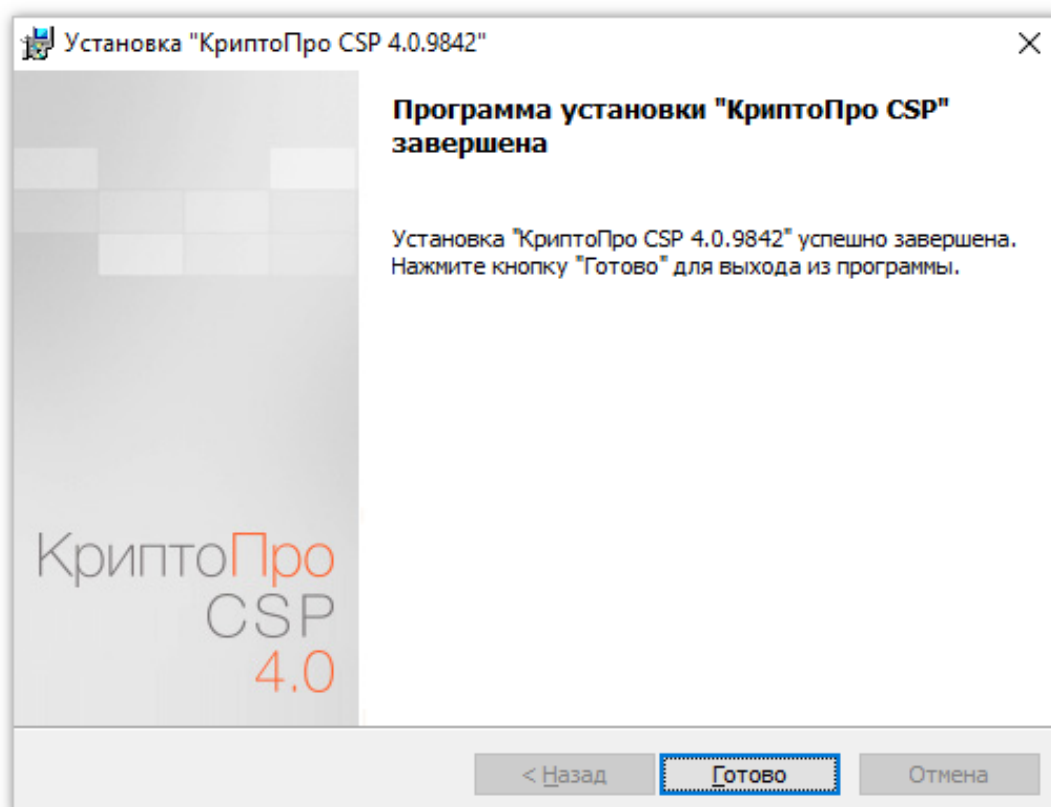 Установка "КриптоПро CSP 4.0.9842"
Программа установки "КриптоПро CSP"
завершена
Установка "КриптоПро CSP 4.0.9842" успешно завершена.
Нажмите кнопку "Готово" для выхода из программы.
КриптоПро
CSP
4.0
< Назад
Готово
Отмена